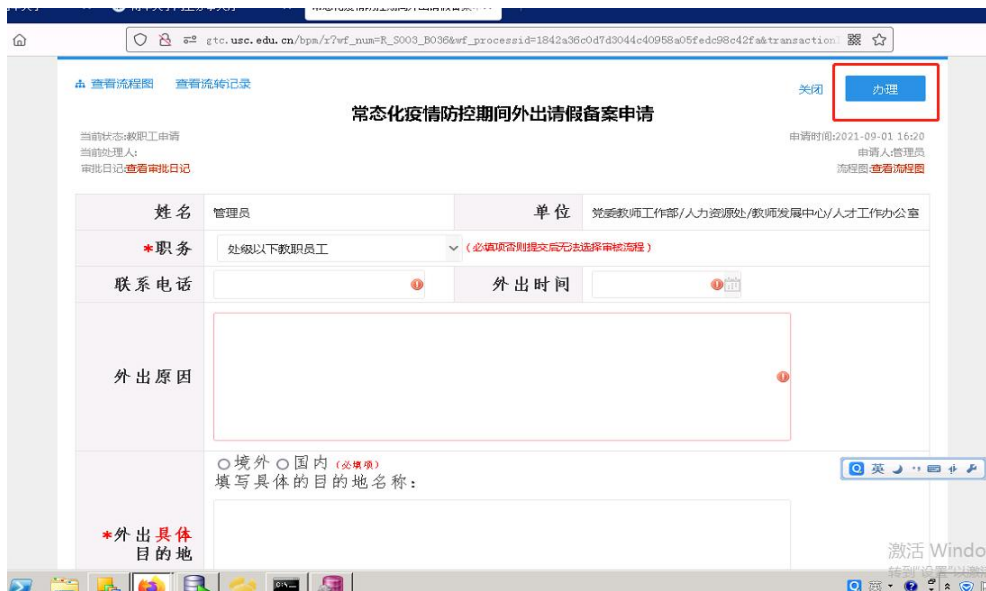 gtc.usc.edu.cn/bpm/r?wf_num=R_S003_B036&wf_processid=1842a36c0d7d3044c40958a05fedc98c42fa&transaction
查看流程图 查看流转记录
关闭 办理
常态化疫情防控期间外出请假备案申请
当前状态:教职工申请 申请时间:2021-09-01 16:20
当前处理人: 申请人:管理员
审批日记:查看审批日记 流程图:查看流程图
姓名 管理员 单位 党委教师工作部/人力资源处/教师发展中心/人才工作办公室
*职务 处级以下教职员工 (必填项否则提交后无法选择审核流程)
联系电话 外出时间
外出原因
境外 国内 (必填项)
填写具体的目的地名称:
*外出具体
目的地
英
激活 Windo
转到"设置"以激活
英